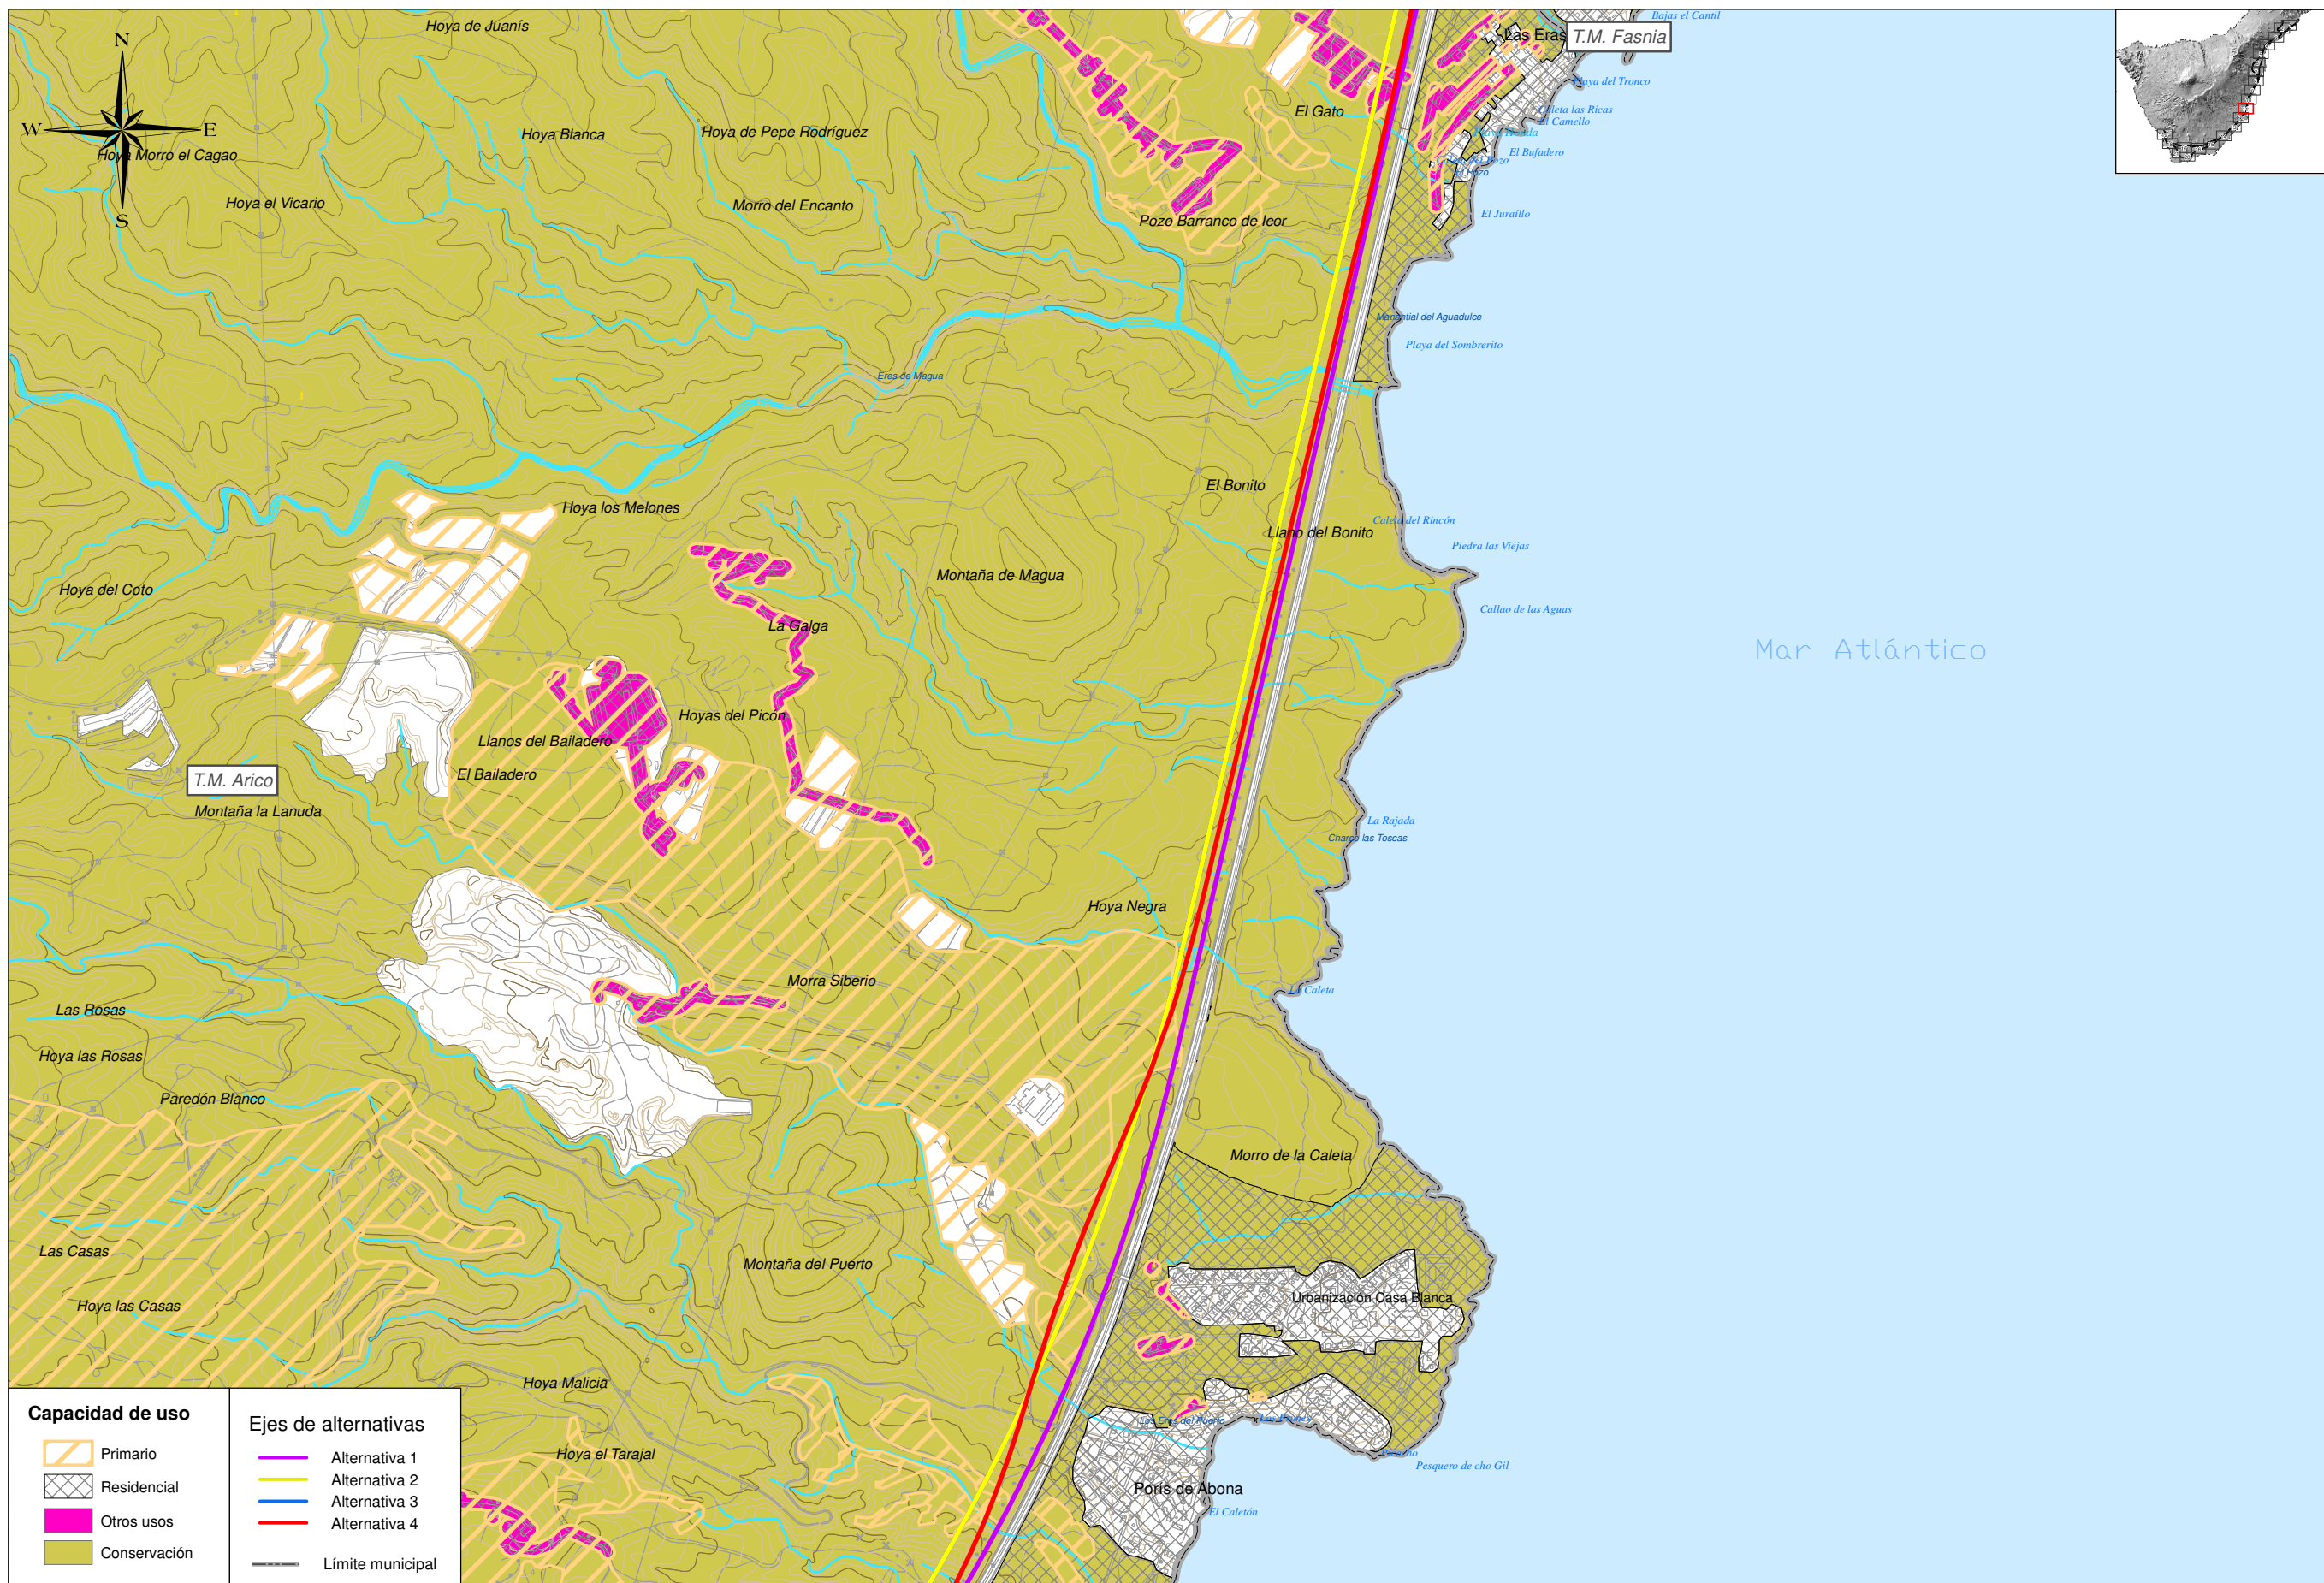 Hoya de Juanís
Bajas el Cantil
Las Eras
T.M. Fasnia
N
W
E
S
Playa del Tronco
Caleta las Ricas
El Camello
El Gato
Hoya Blanca
Hoya de Pepe Rodríguez
Hoya Morro el Cagao
El Bufadero
El Pozo
Hoya el Vicario
Morro del Encanto
Pozo Barranco de Icor
El Juraíllo
Manantial del Aguadulce
Playa del Sombrerito
Eres de Magua
El Bonito
Hoya los Melones
Caleta del Rincón
Llano del Bonito
Piedra las Viejas
Montaña de Magua
Hoya del Coto
Callao de las Aguas
La Galga
Mar Atlántico
Hoyas del Picón
Llanos del Bailadero
El Bailadero
T.M. Arico
Montaña la Lanuda
La Rajada
Charco las Toscas
Hoya Negra
Morra Siberio
La Caleta
Las Rosas
Hoya las Rosas
Paredón Blanco
Morro de la Caleta
Las Casas
Montaña del Puerto
Urbanización Casa Blanca
Hoya las Casas
Hoya Malicia
Los Eres del Puerto
Hoya el Tarajal
Pesquero de cho Gil
Porís de Abona
El Caletón
Capacidad de uso
Primario
Residencial
Otros usos
Conservación
Ejes de alternativas
Alternativa 1
Alternativa 2
Alternativa 3
Alternativa 4
Límite municipal